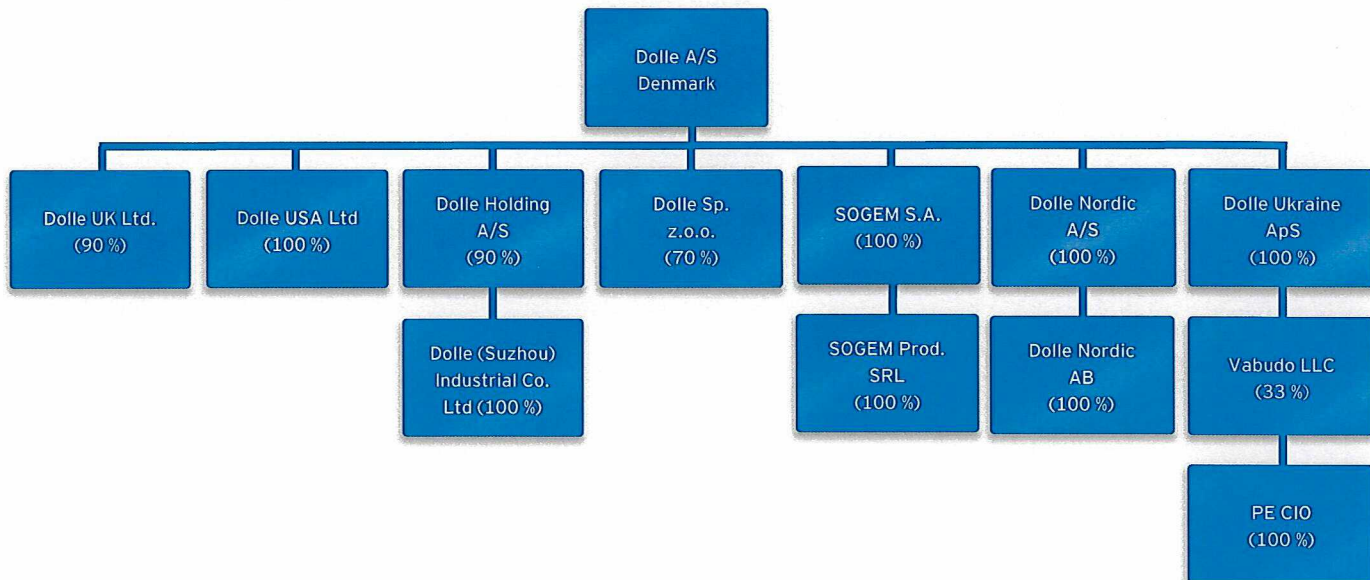 Dolle A/S
Denmark
Dolle UK Ltd.
(90 %)
Dolle USA Ltd
(100 %)
Dolle Holding
A/S
(90 %)
Dolle Sp.
z.o.o.
(70 %)
SOGEM S.A.
(100 %)
Dolle Nordic
A/S
(100 %)
Dolle Ukraine
ApS
(100 %)
Dolle (Suzhou)
Industrial Co.
Ltd (100 %)
SOGEM Prod.
SRL
(100 %)
Dolle Nordic
AB
(100 %)
Vabudo LLC
(33 %)
PE CIO
(100 %)